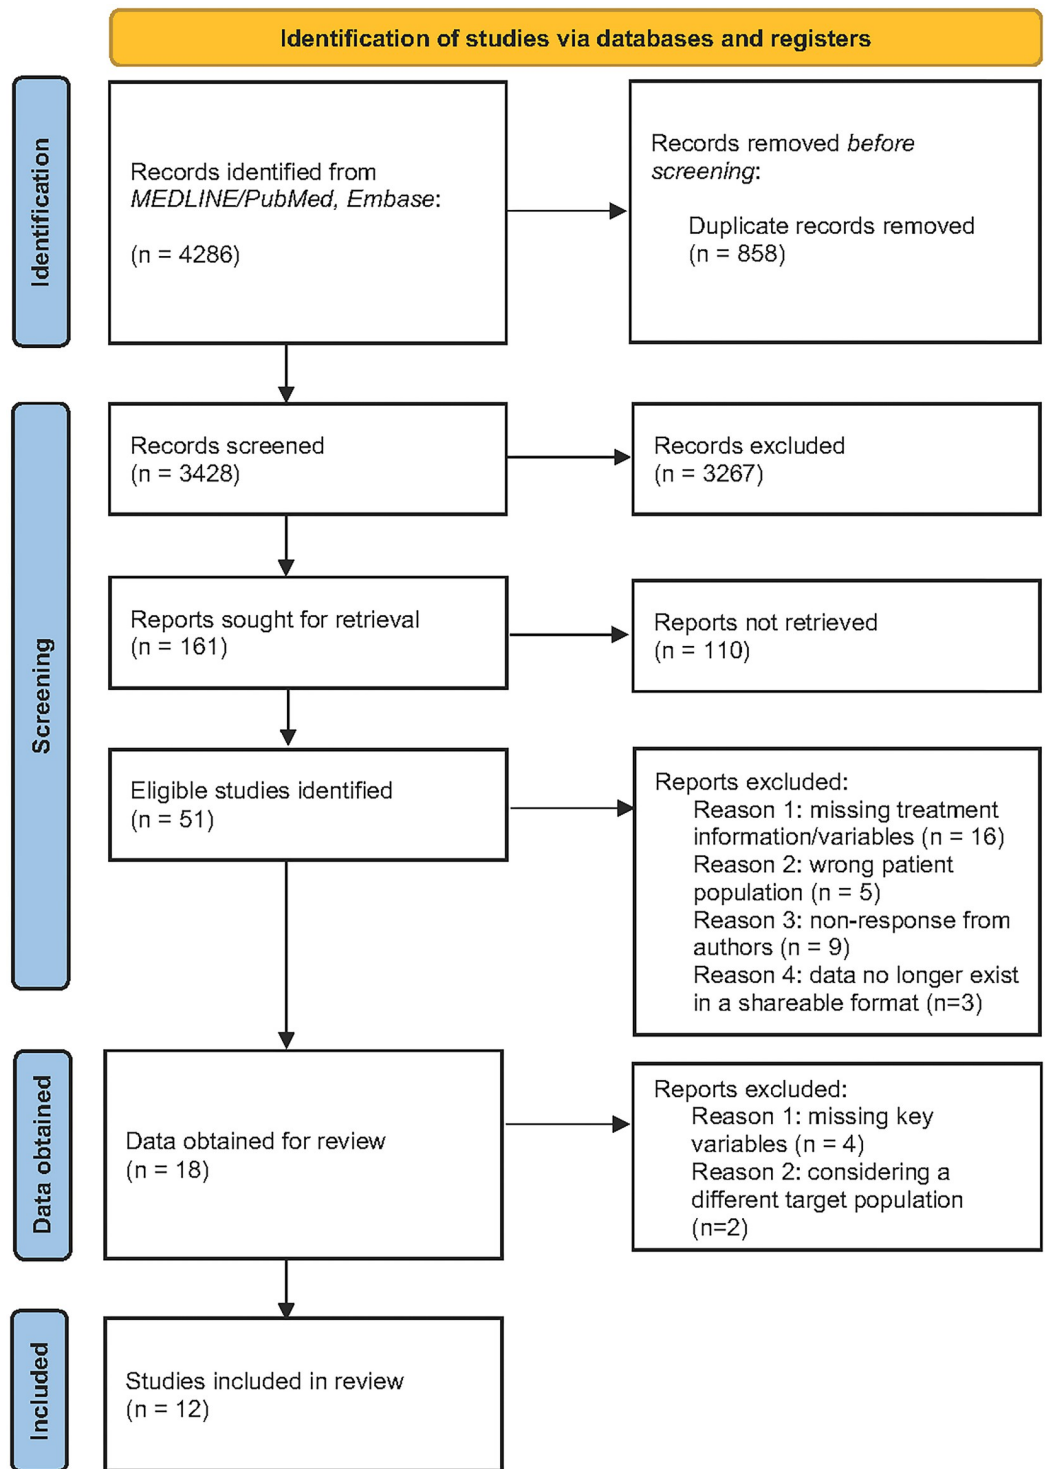 Identification of studies via databases and registers
Identification
Records identified from
MEDLINE/PubMed, Embase:
(n = 4286)
Records removed before
screening:
Duplicate records removed
(n = 858)
Screening
Records screened
(n = 3428)
Records excluded
(n = 3267)
Reports sought for retrieval
(n = 161)
Reports not retrieved
(n = 110)
Eligible studies identified
(n = 51)
Reports excluded:
Reason 1: missing treatment
information/variables (n = 16)
Reason 2: wrong patient
population (n = 5)
Reason 3: non-response from
authors (n = 9)
Reason 4: data no longer exist
in a shareable format (n=3)
Data obtained
Data obtained for review
(n = 18)
Reports excluded:
Reason 1: missing key
variables (n = 4)
Reason 2: considering a
different target population
(n=2)
Included
Studies included in review
(n = 12)